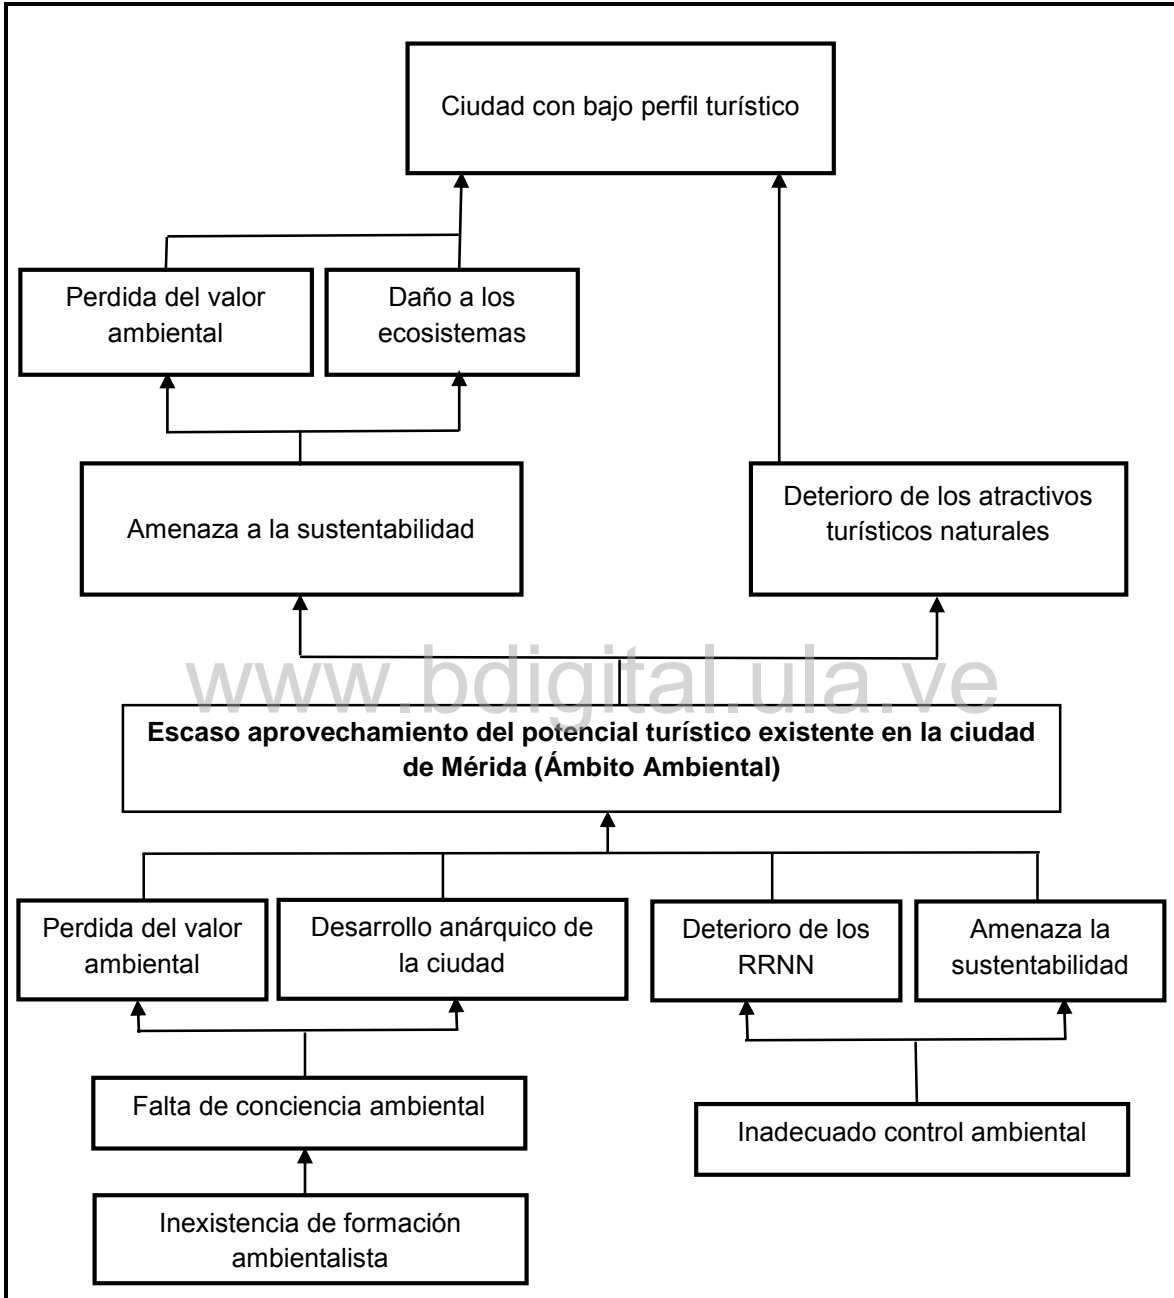 Ciudad con bajo perfil turístico
Perdida del valor
ambiental
Daño a los
ecosistemas
Amenaza a la sustentabilidad
Deterioro de los atractivos
turísticos naturales
www.bdigital.ula.ve
Escaso aprovechamiento del potencial turístico existente en la ciudad
de Mérida (Ámbito Ambiental)
Perdida del valor
ambiental
Desarrollo anárquico de
la ciudad
Deterioro de los
RRNN
Amenaza la
sustentabilidad
Falta de conciencia ambiental
Inadecuado control ambiental
Inexistencia de formación
ambientalista